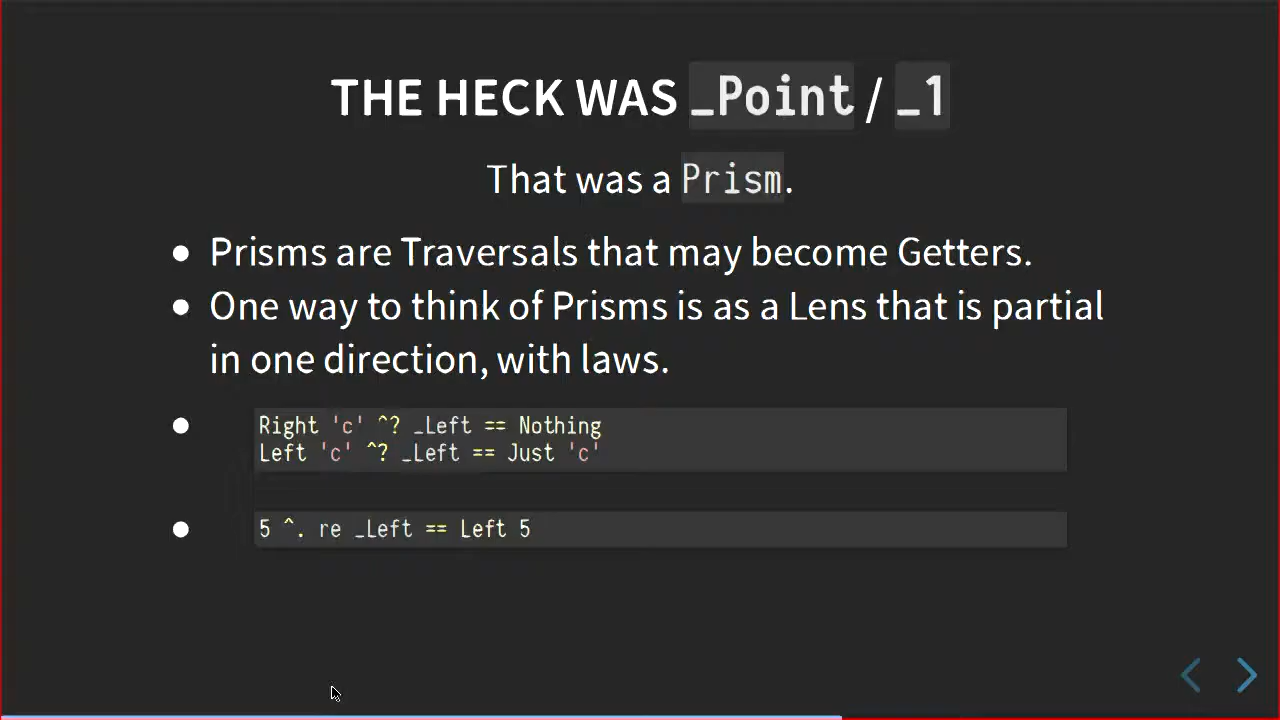 THE HECK WAS _Point / _1
That was a Prism.
• Prisms are Traversals that may become Getters.
• One way to think of Prisms is as a Lens that is partial
in one direction, with laws.
• Right 'c' ^? _Left == Nothing
Left 'c' ^? _Left == Just 'c'
• 5 ^. re _Left == Left 5